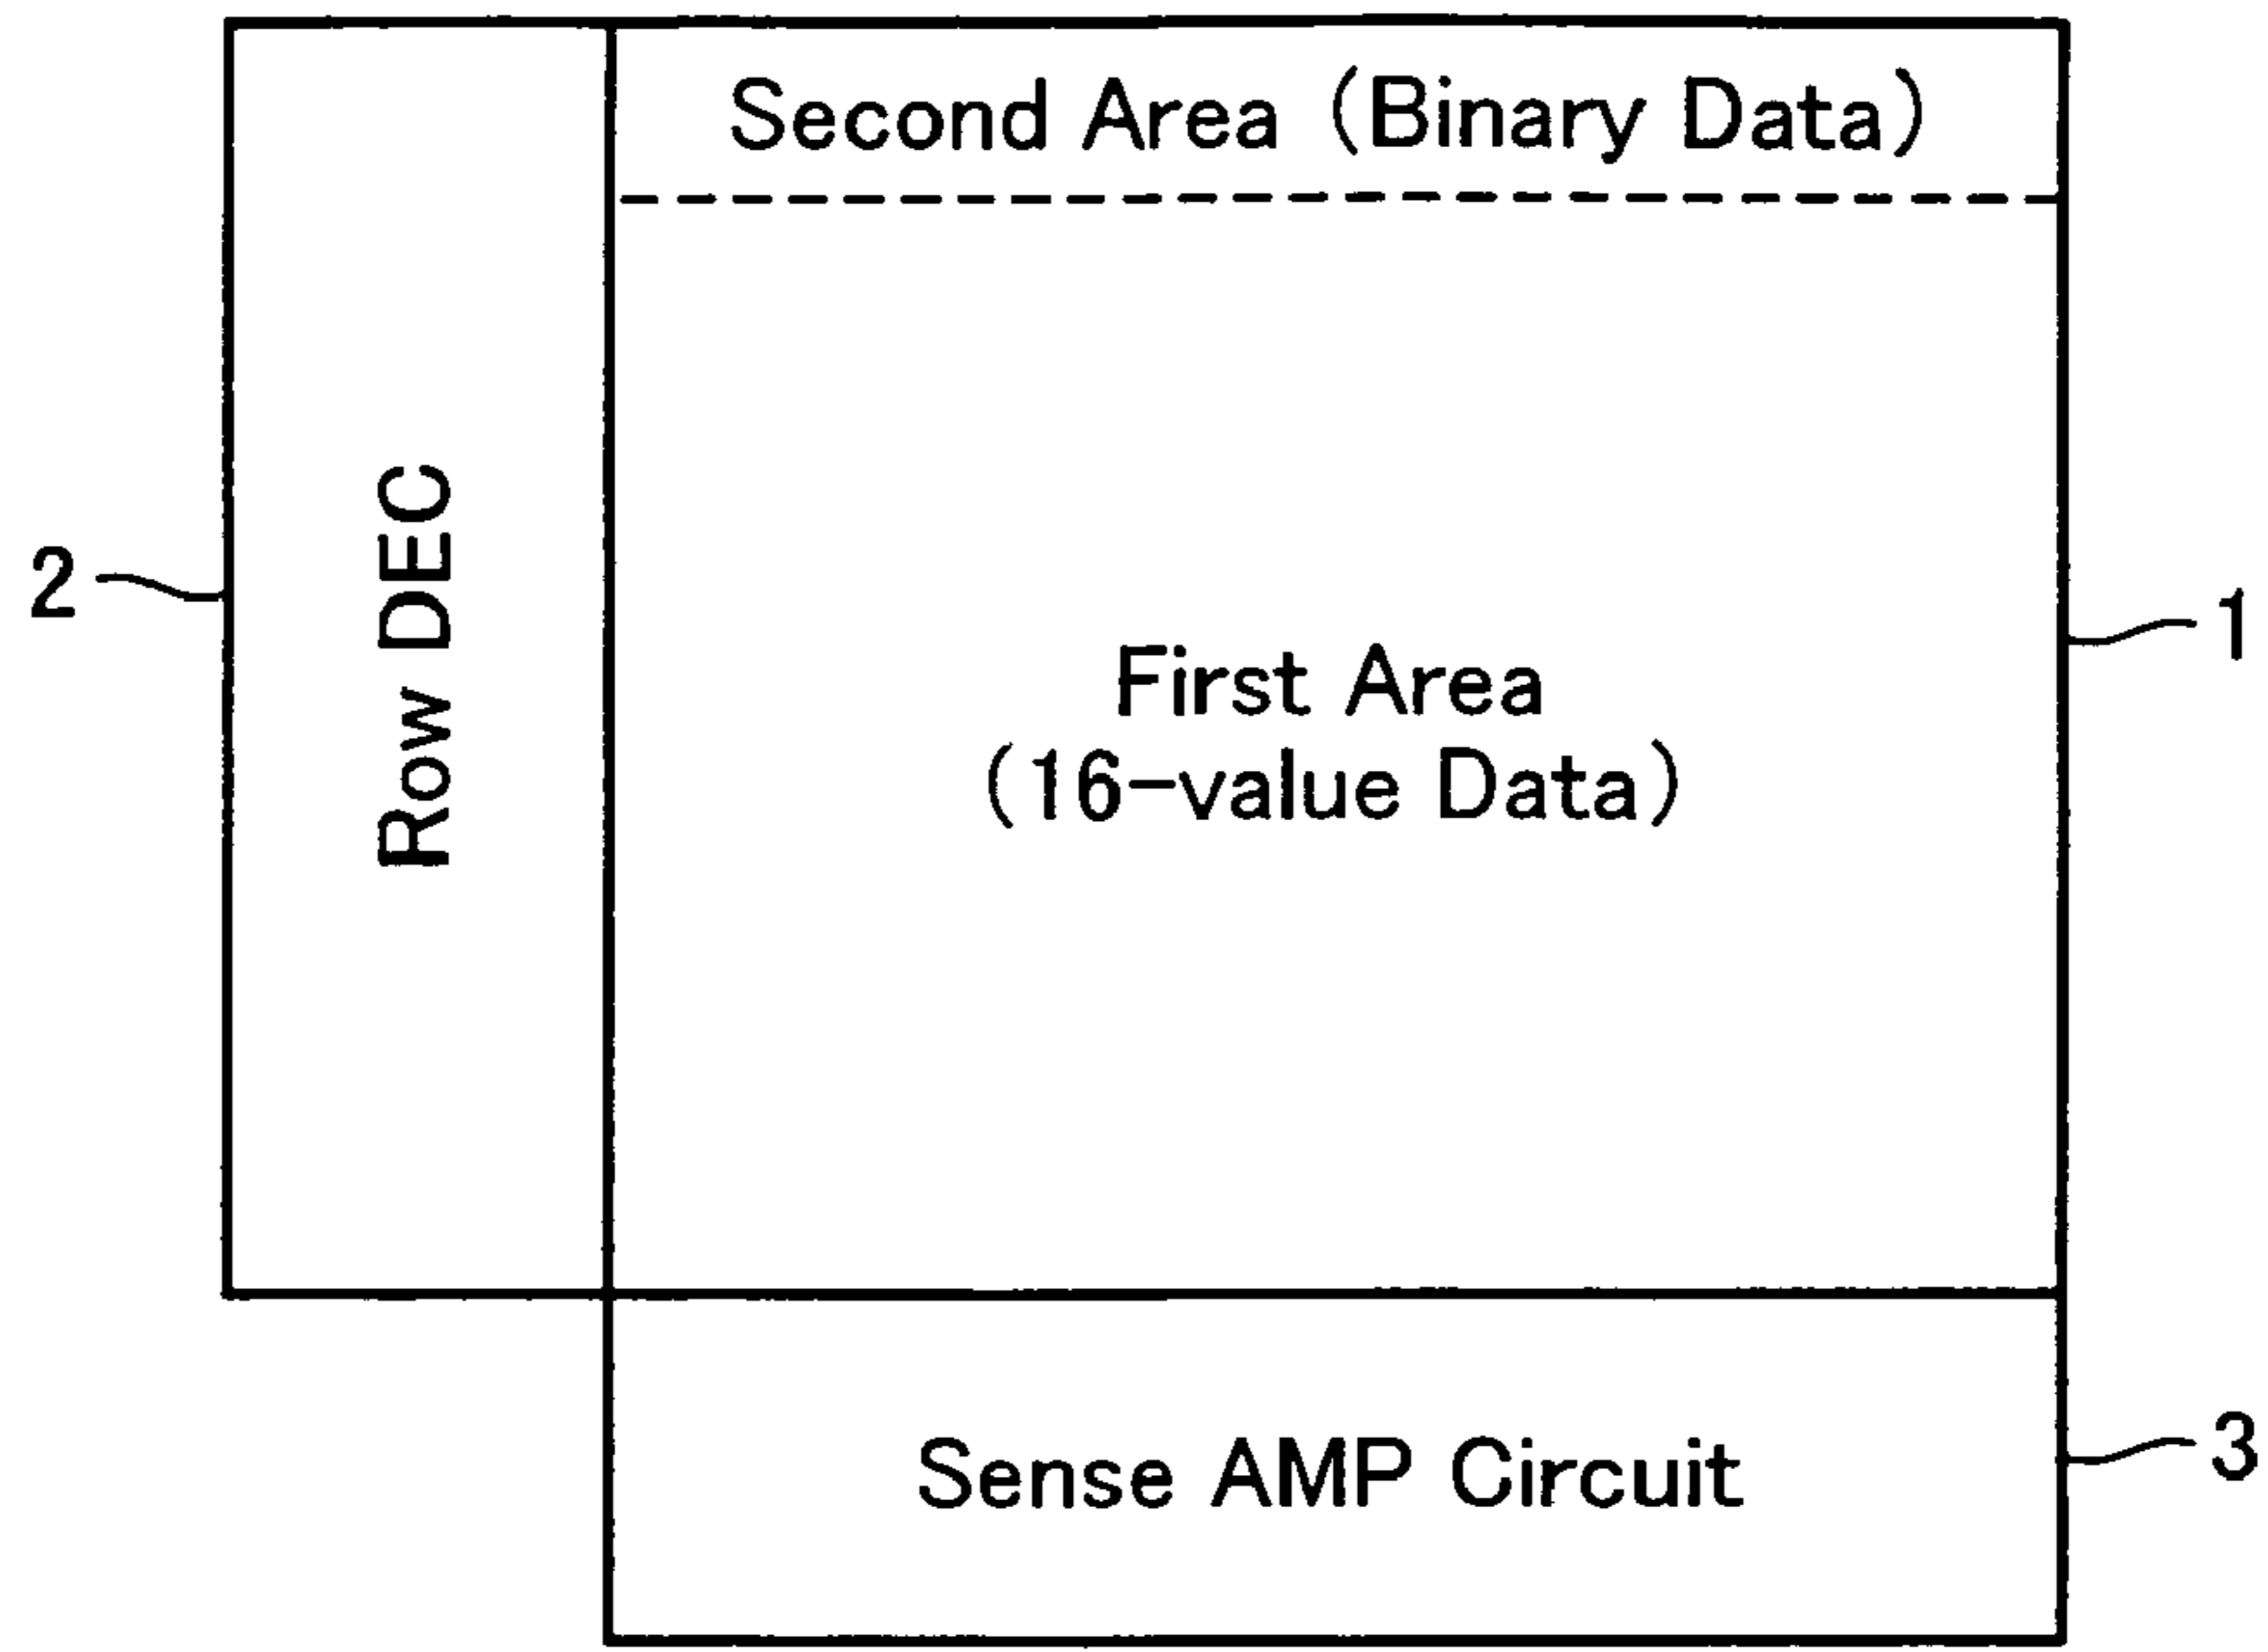 Second Area (Binary Data)
2
Row DEC
First Area
(16-value Data)
1
Sense AMP Circuit
3